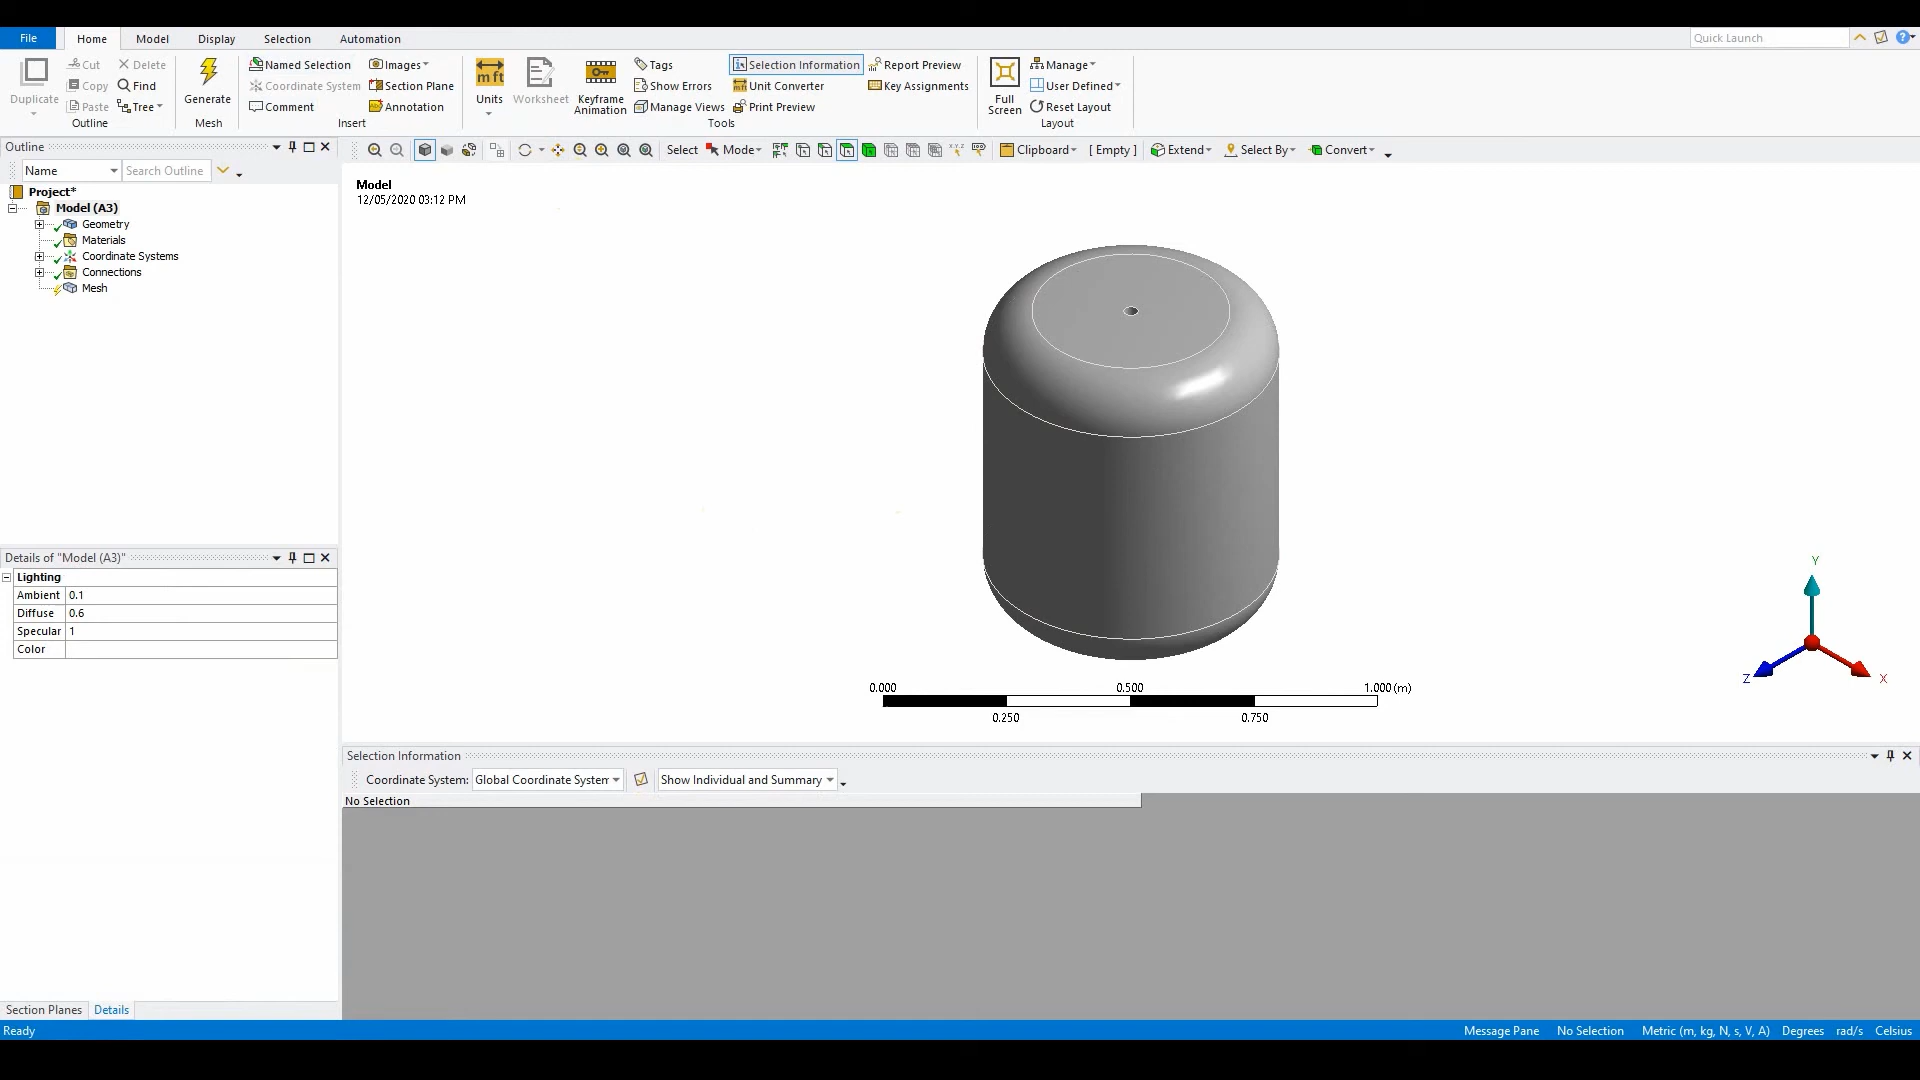 File Home Model Display Selection Automation Quick Launch
Duplicate Cut Copy Paste Delete Find Tree Outline
Generate Mesh
Named Selection Coordinate System Comment Images Section Plane Annotation Insert
m ft Units Worksheet Keyframe Animation Tags Show Errors Manage Views Selection Information Unit Converter Print Preview Report Preview Key Assignments Tools
Full Screen Manage User Defined Reset Layout Layout
Outline
Select Mode Clipboard [ Empty ] Extend Select By Convert
Name Search Outline
Project*
Model (A3)
Geometry
Materials
Coordinate Systems
Connections
Mesh
Model
12/05/2020 03:12 PM
Details of "Model (A3)"
Lighting
Ambient 0.1
Diffuse 0.6
Specular 1
Color
Y
Z X
0.000 0.500 1.000 (m)
0.250 0.750
Selection Information
Coordinate System: Global Coordinate System Show Individual and Summary
No Selection
Section Planes Details
Ready Message Pane No Selection Metric (m, kg, N, s, V, A) Degrees rad/s Celsius